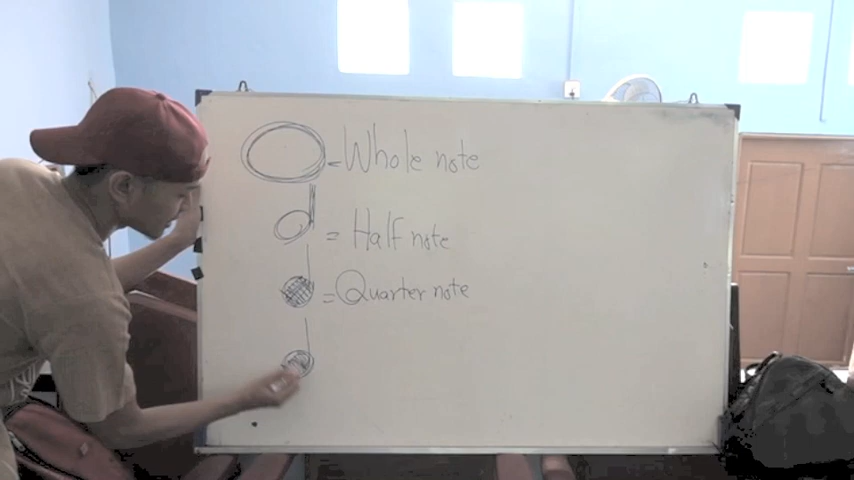 = Whole note
= Half note
= Quarter note